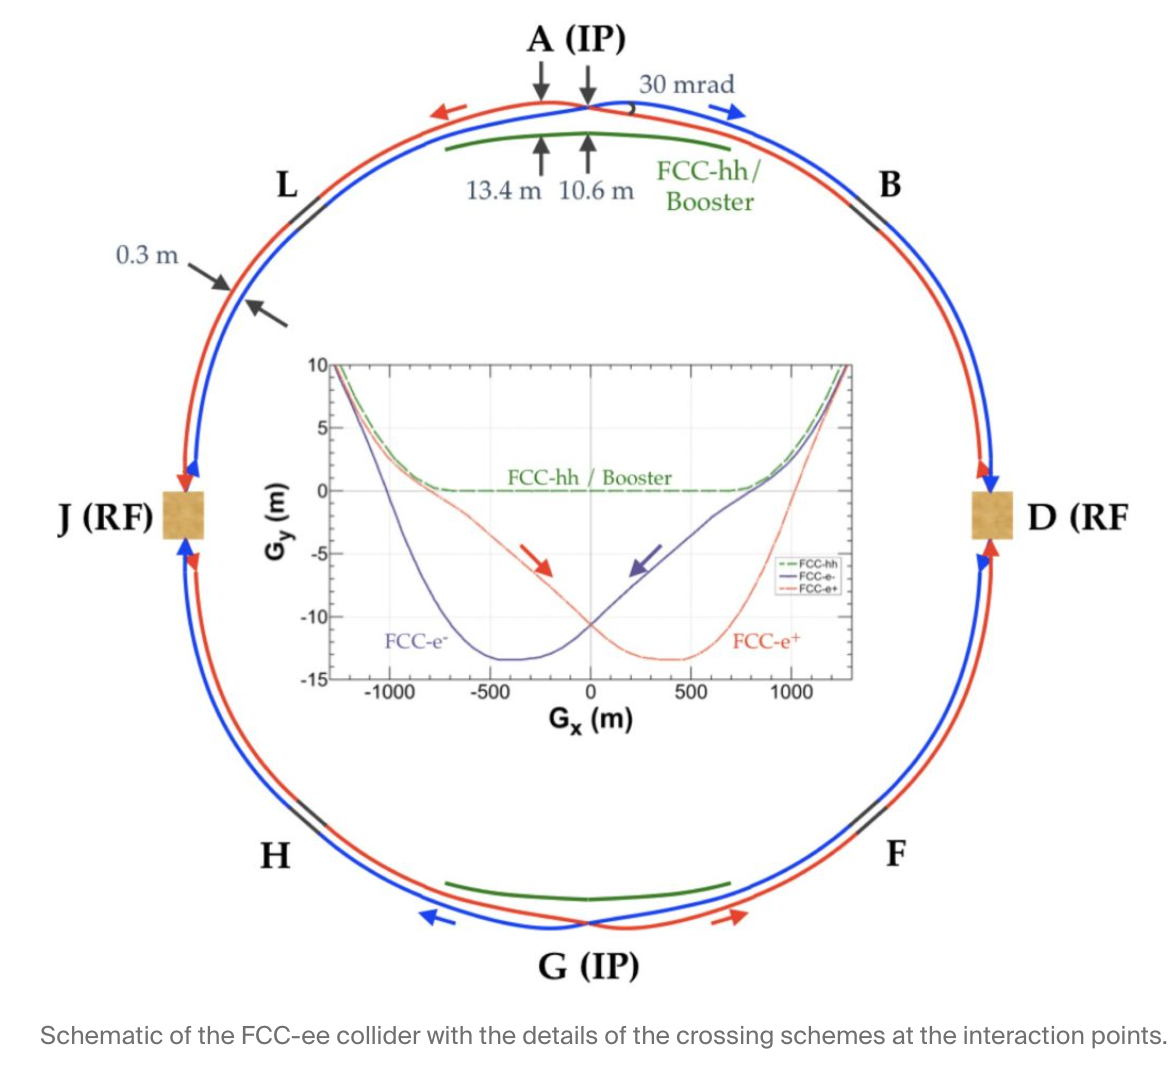 A (IP)
30 mrad
L
FCC-hh/
Booster
B
13.4 m 10.6 m
0.3 m
10
5
0
-5
-10
-15
G_y (m)
FCC-hh / Booster
FCC-hh
FCC-e-
FCC-e+
FCC-e⁻
FCC-e⁺
-1000 -500 0 500 1000
G_x (m)
J (RF)
D (RF
H
F
G (IP)
Schematic of the FCC-ee collider with the details of the crossing schemes at the interaction points.